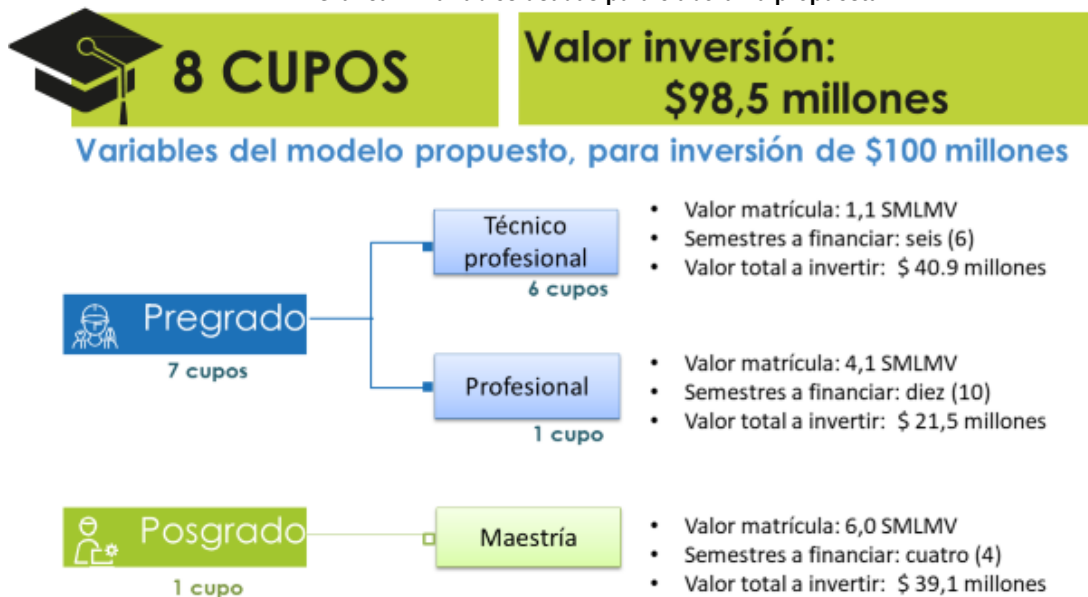 8 CUPOS
Valor inversión:
$98,5 millones
Variables del modelo propuesto, para inversión de $100 millones
Pregrado
7 cupos
Técnico
profesional
6 cupos
• Valor matrícula: 1,1 SMLMV
• Semestres a financiar: seis (6)
• Valor total a invertir: $ 40.9 millones
Profesional
1 cupo
• Valor matrícula: 4,1 SMLMV
• Semestres a financiar: diez (10)
• Valor total a invertir: $ 21,5 millones
Posgrado
1 cupo
Maestría
• Valor matrícula: 6,0 SMLMV
• Semestres a financiar: cuatro (4)
• Valor total a invertir: $ 39,1 millones